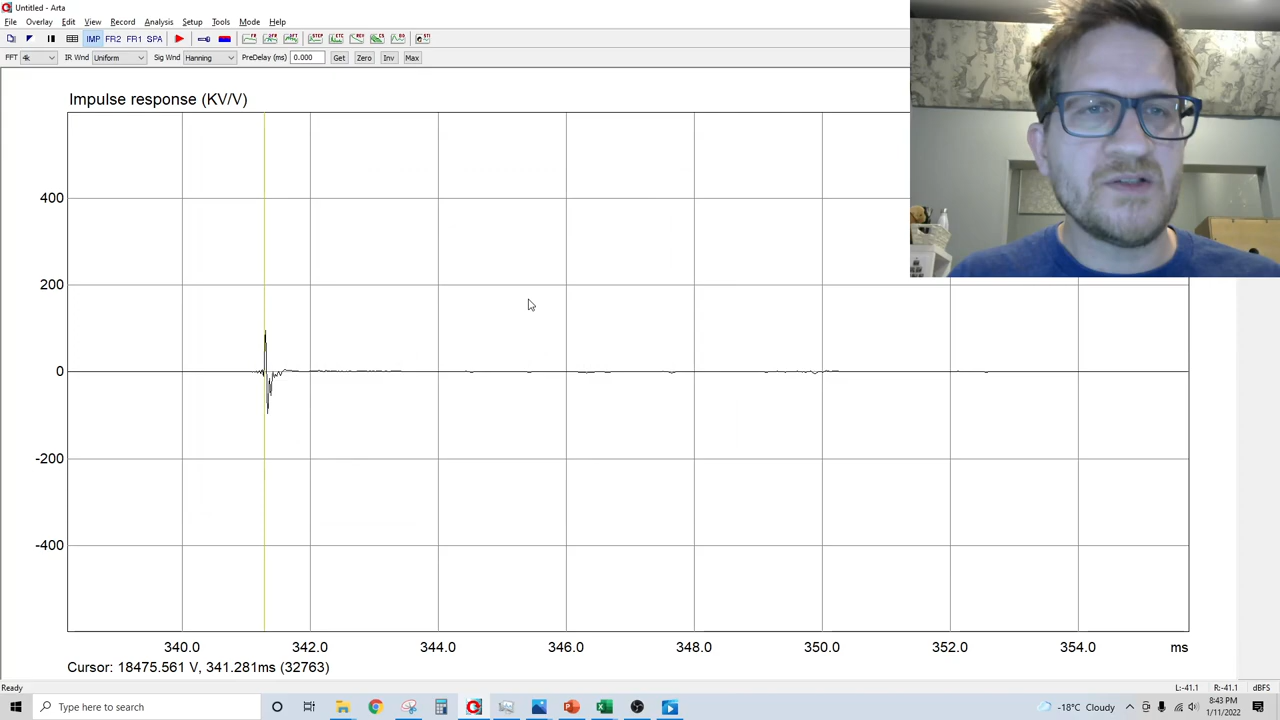 Untitled - Arta
File Overlay Edit View Record Analysis Setup Tools Mode Help
IMP FR2 FR1 SPA
FFT 4k IR Wnd Uniform Sig Wnd Hanning PreDelay (ms) 0.000 Get Zero Inv Max
Impulse response (KV/V)
400
200
0
-200
-400
340.0 342.0 344.0 346.0 348.0 350.0 352.0 354.0 ms
Cursor: 18475.561 V, 341.281ms (32763)
Ready L:-41.1 R:-41.1 dBFS
Type here to search -18°C Cloudy 8:43 PM
1/11/2022